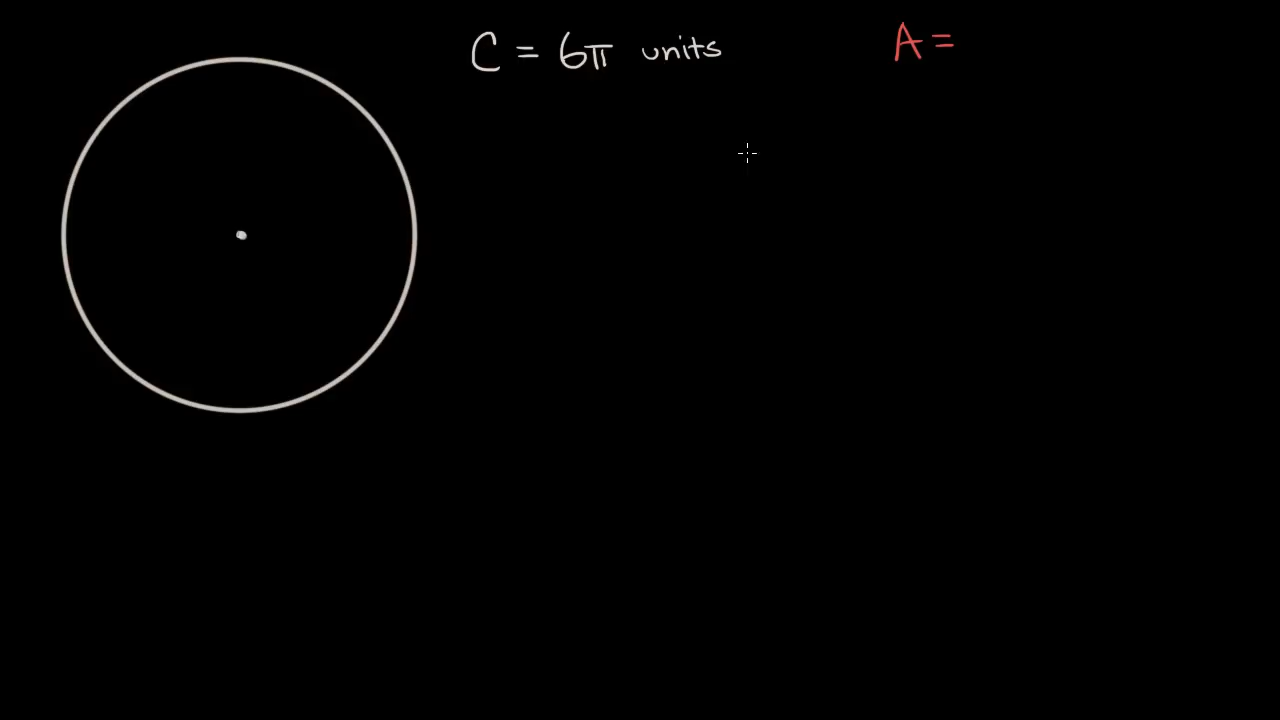 C = 6π units
A =